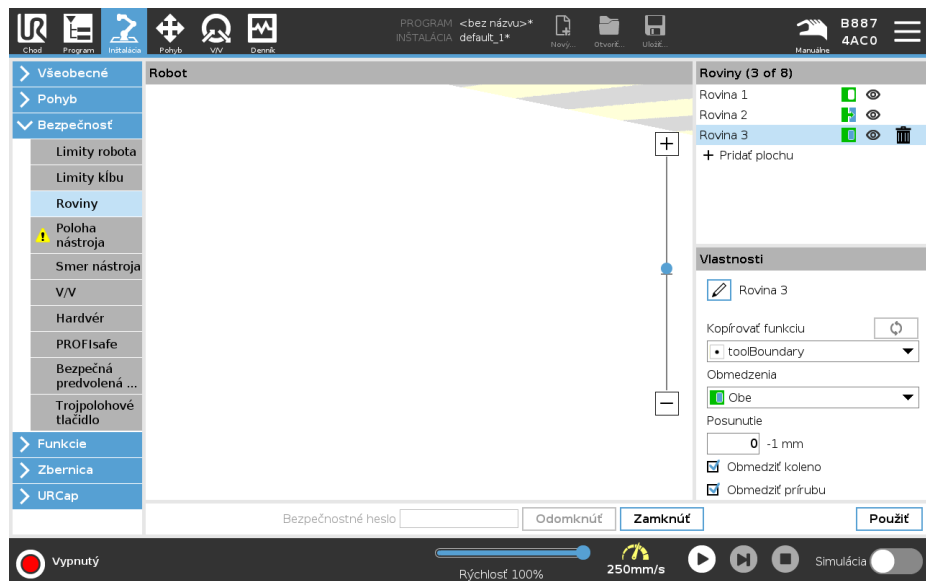 PROGRAM <bez názvu>*
INŠTALÁCIA default_1*
Chod
Program
Inštalácia
Pohyb
V/V
Denník
Nový...
Otvoriť...
Uložiť...
Manuálne
B887
4AC0
Všeobecné
Pohyb
Bezpečnosť
Limity robota
Limity kĺbu
Roviny
Poloha
nástroja
Smer nástroja
V/V
Hardvér
PROFIsafe
Bezpečná
predvolená ...
Trojpolohové
tlačidlo
Funkcie
Zbernica
URCap
Robot
Roviny (3 of 8)
Rovina 1
Rovina 2
Rovina 3
+ Pridať plochu
Vlastnosti
Rovina 3
Kopírovať funkciu
toolBoundary
Obmedzenia
Obe
Posunutie
0 -1 mm
Obmedziť koleno
Obmedziť prírubu
Bezpečnostné heslo
Odomknúť
Zamknúť
Použiť
Vypnutý
Rýchlosť 100%
250mm/s
Simulácia